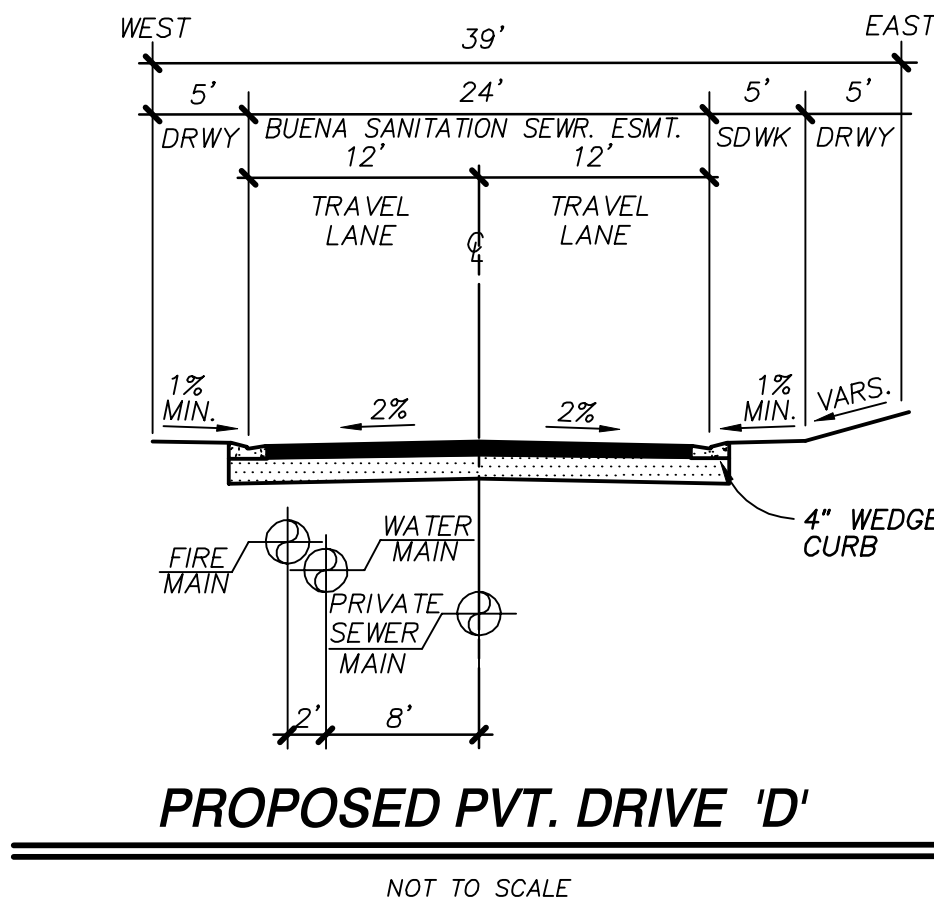 WEST
EAST
39'
5'
24'
5'
5'
DRWY
BUENA SANITATION SEWR. ESMT.
SDWK
DRWY
12'
12'
TRAVEL
LANE
TRAVEL
LANE
℄
1%
MIN.
2%
2%
1%
MIN.
VARS.
4" WEDGE
CURB
FIRE
MAIN
WATER
MAIN
PRIVATE
SEWER
MAIN
2'
8'
PROPOSED PVT. DRIVE 'D'
NOT TO SCALE